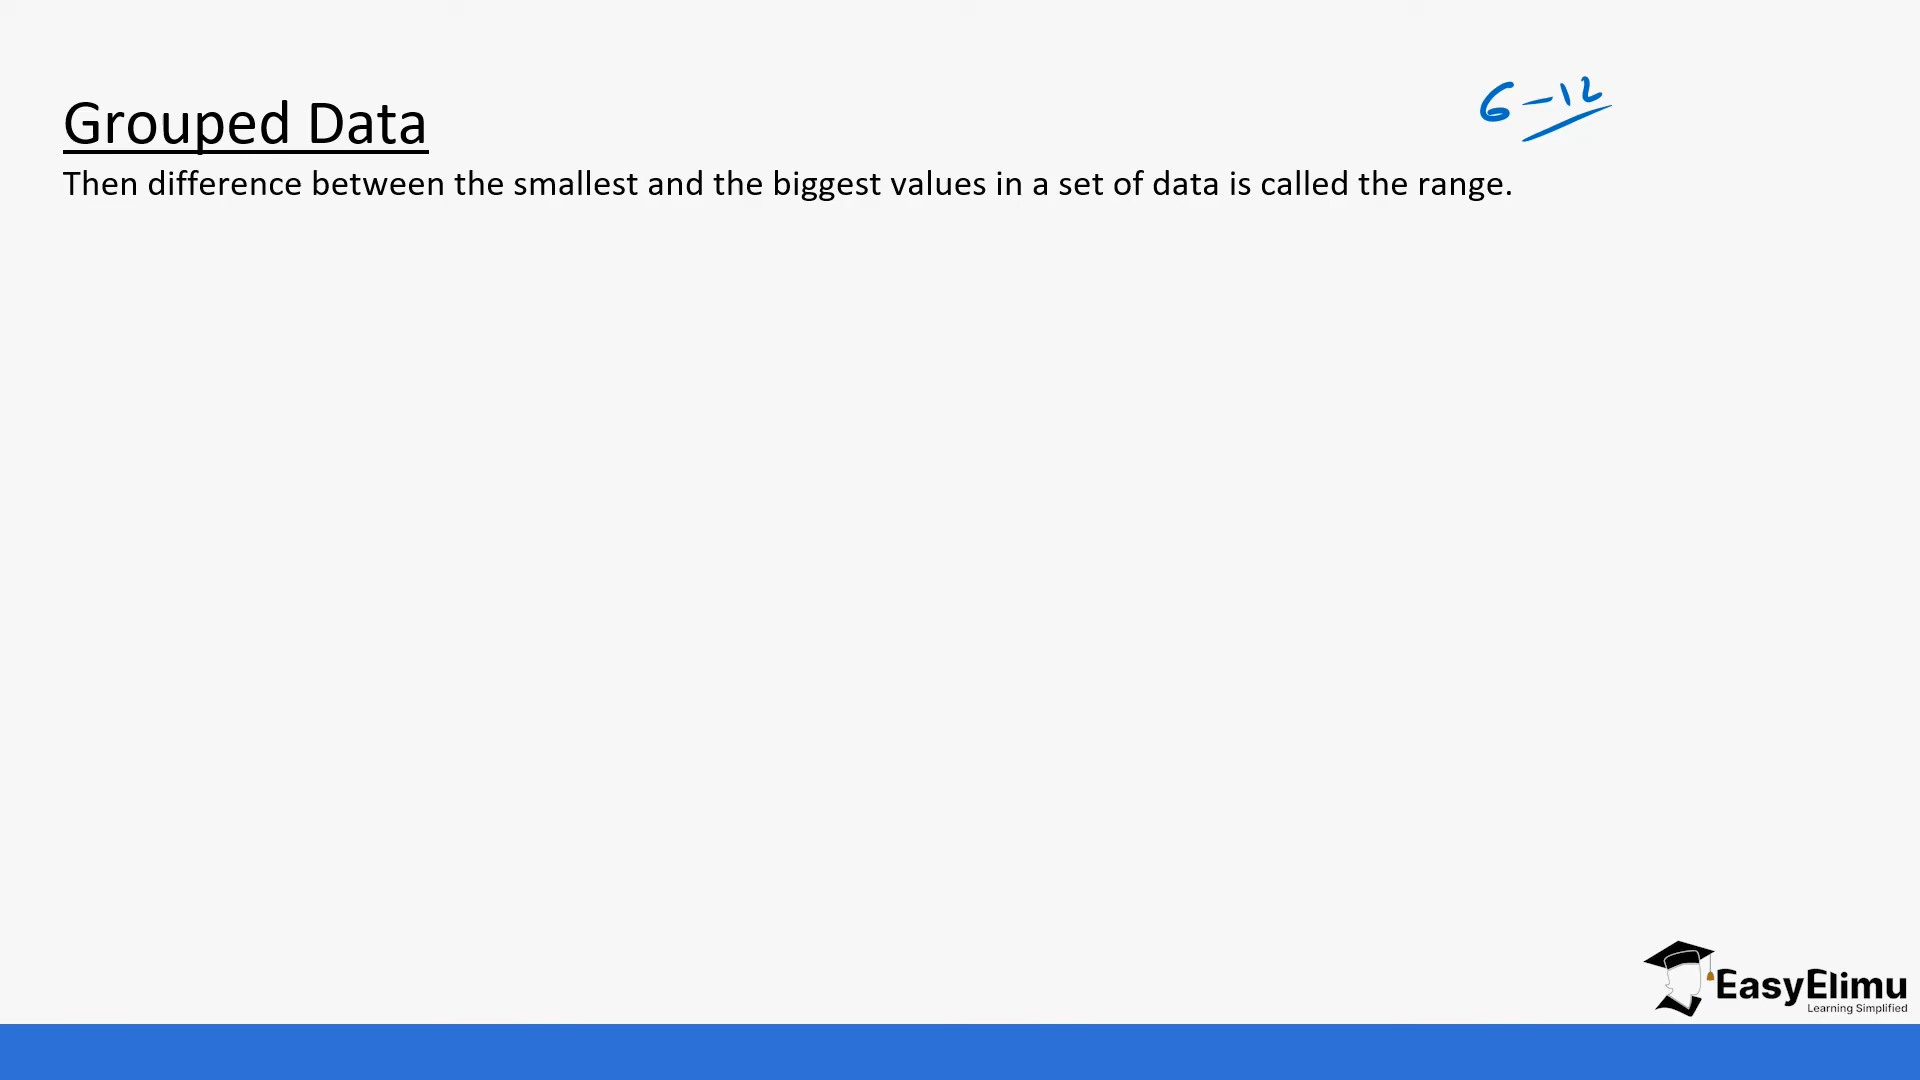 6-12
Grouped Data
Then difference between the smallest and the biggest values in a set of data is called the range.
EasyElimu
Learning Simplified